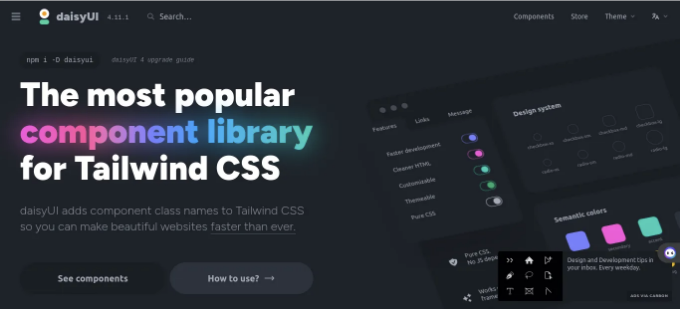 daisyUI 4.11.1
Search...
Components
Store
Theme
npm i -D daisyui
daisyUI 4 upgrade guide
The most popular
component library
for Tailwind CSS
daisyUI adds component class names to Tailwind CSS
so you can make beautiful websites faster than ever.
See components
How to use? →
Features
Links
Message
Faster development
Cleaner HTML
Customizable
Themeable
Pure CSS
Design system
Semantic colors
secondary
accent
Pure CSS.
No JS depe
Works
frame
Design and Development tips in
your inbox. Every weekday.
ADS VIA CARBON